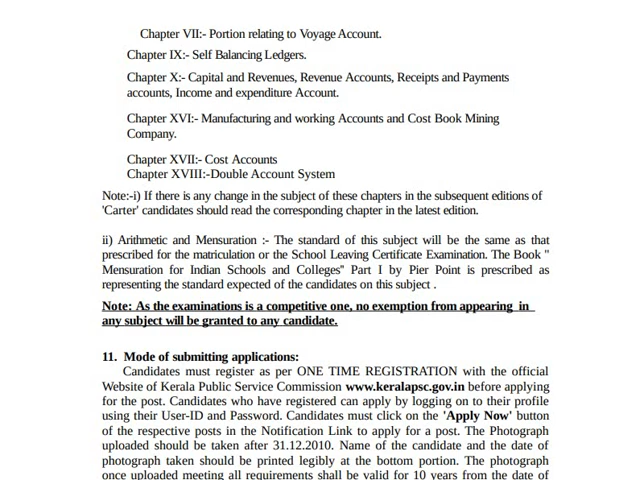 Chapter VII:- Portion relating to Voyage Account.
Chapter IX:- Self Balancing Ledgers.
Chapter X:- Capital and Revenues, Revenue Accounts, Receipts and Payments
accounts, Income and expenditure Account.
Chapter XVI:- Manufacturing and working Accounts and Cost Book Mining
Company.
Chapter XVII:- Cost Accounts
Chapter XVIII:-Double Account System
Note:-i) If there is any change in the subject of these chapters in the subsequent editions of
'Carter' candidates should read the corresponding chapter in the latest edition.
ii) Arithmetic and Mensuration :- The standard of this subject will be the same as that
prescribed for the matriculation or the School Leaving Certificate Examination. The Book "
Mensuration for Indian Schools and Colleges" Part I by Pier Point is prescribed as
representing the standard expected of the candidates on this subject .
Note: As the examinations is a competitive one, no exemption from appearing in
any subject will be granted to any candidate.
11. Mode of submitting applications:
Candidates must register as per ONE TIME REGISTRATION with the official
Website of Kerala Public Service Commission www.keralapsc.gov.in before applying
for the post. Candidates who have registered can apply by logging on to their profile
using their User-ID and Password. Candidates must click on the 'Apply Now' button
of the respective posts in the Notification Link to apply for a post. The Photograph
uploaded should be taken after 31.12.2010. Name of the candidate and the date of
photograph taken should be printed legibly at the bottom portion. The photograph
once uploaded meeting all requirements shall be valid for 10 years from the date of